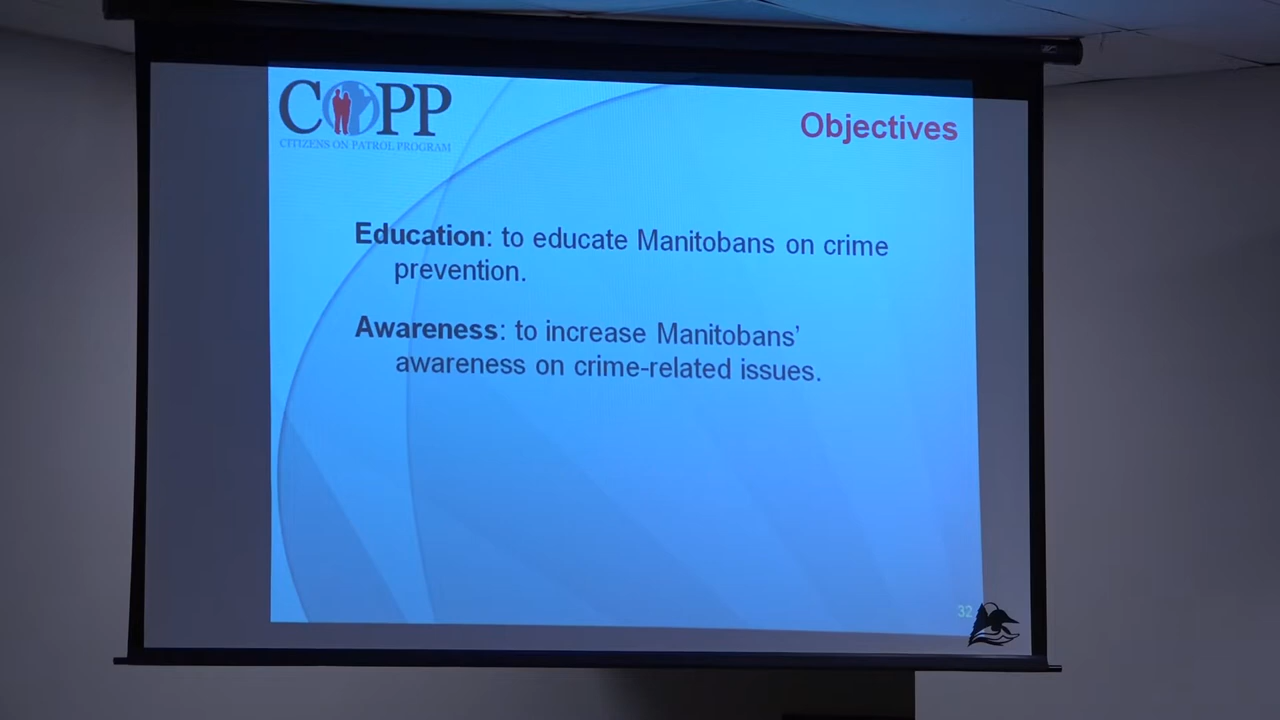 COPP
CITIZENS ON PATROL PROGRAM
Objectives
Education: to educate Manitobans on crime
prevention.
Awareness: to increase Manitobans’
awareness on crime-related issues.
32